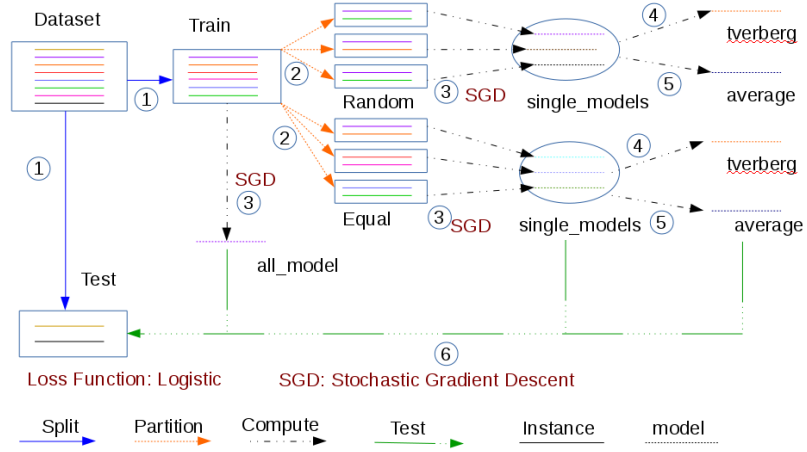 Dataset
Train
4
tverberg
2
1
5
Random
3
SGD
single_models
average
2
4
1
tverberg
SGD
3
Equal
3
SGD
single_models
5
average
Test
all_model
6
Loss Function: Logistic
SGD: Stochastic Gradient Descent
Split
Partition
Compute
Test
Instance
model